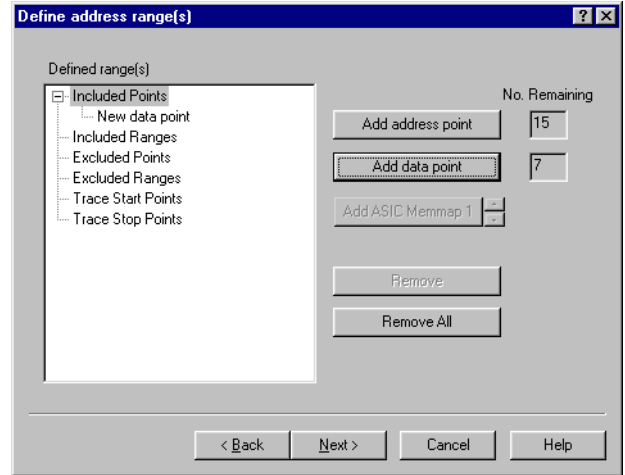 Define address range(s)
Defined range(s)
Included Points
New data point
Included Ranges
Excluded Points
Excluded Ranges
Trace Start Points
Trace Stop Points
No. Remaining
Add address point 15
Add data point 7
Add ASIC Memmap 1
Remove
Remove All
< Back Next > Cancel Help